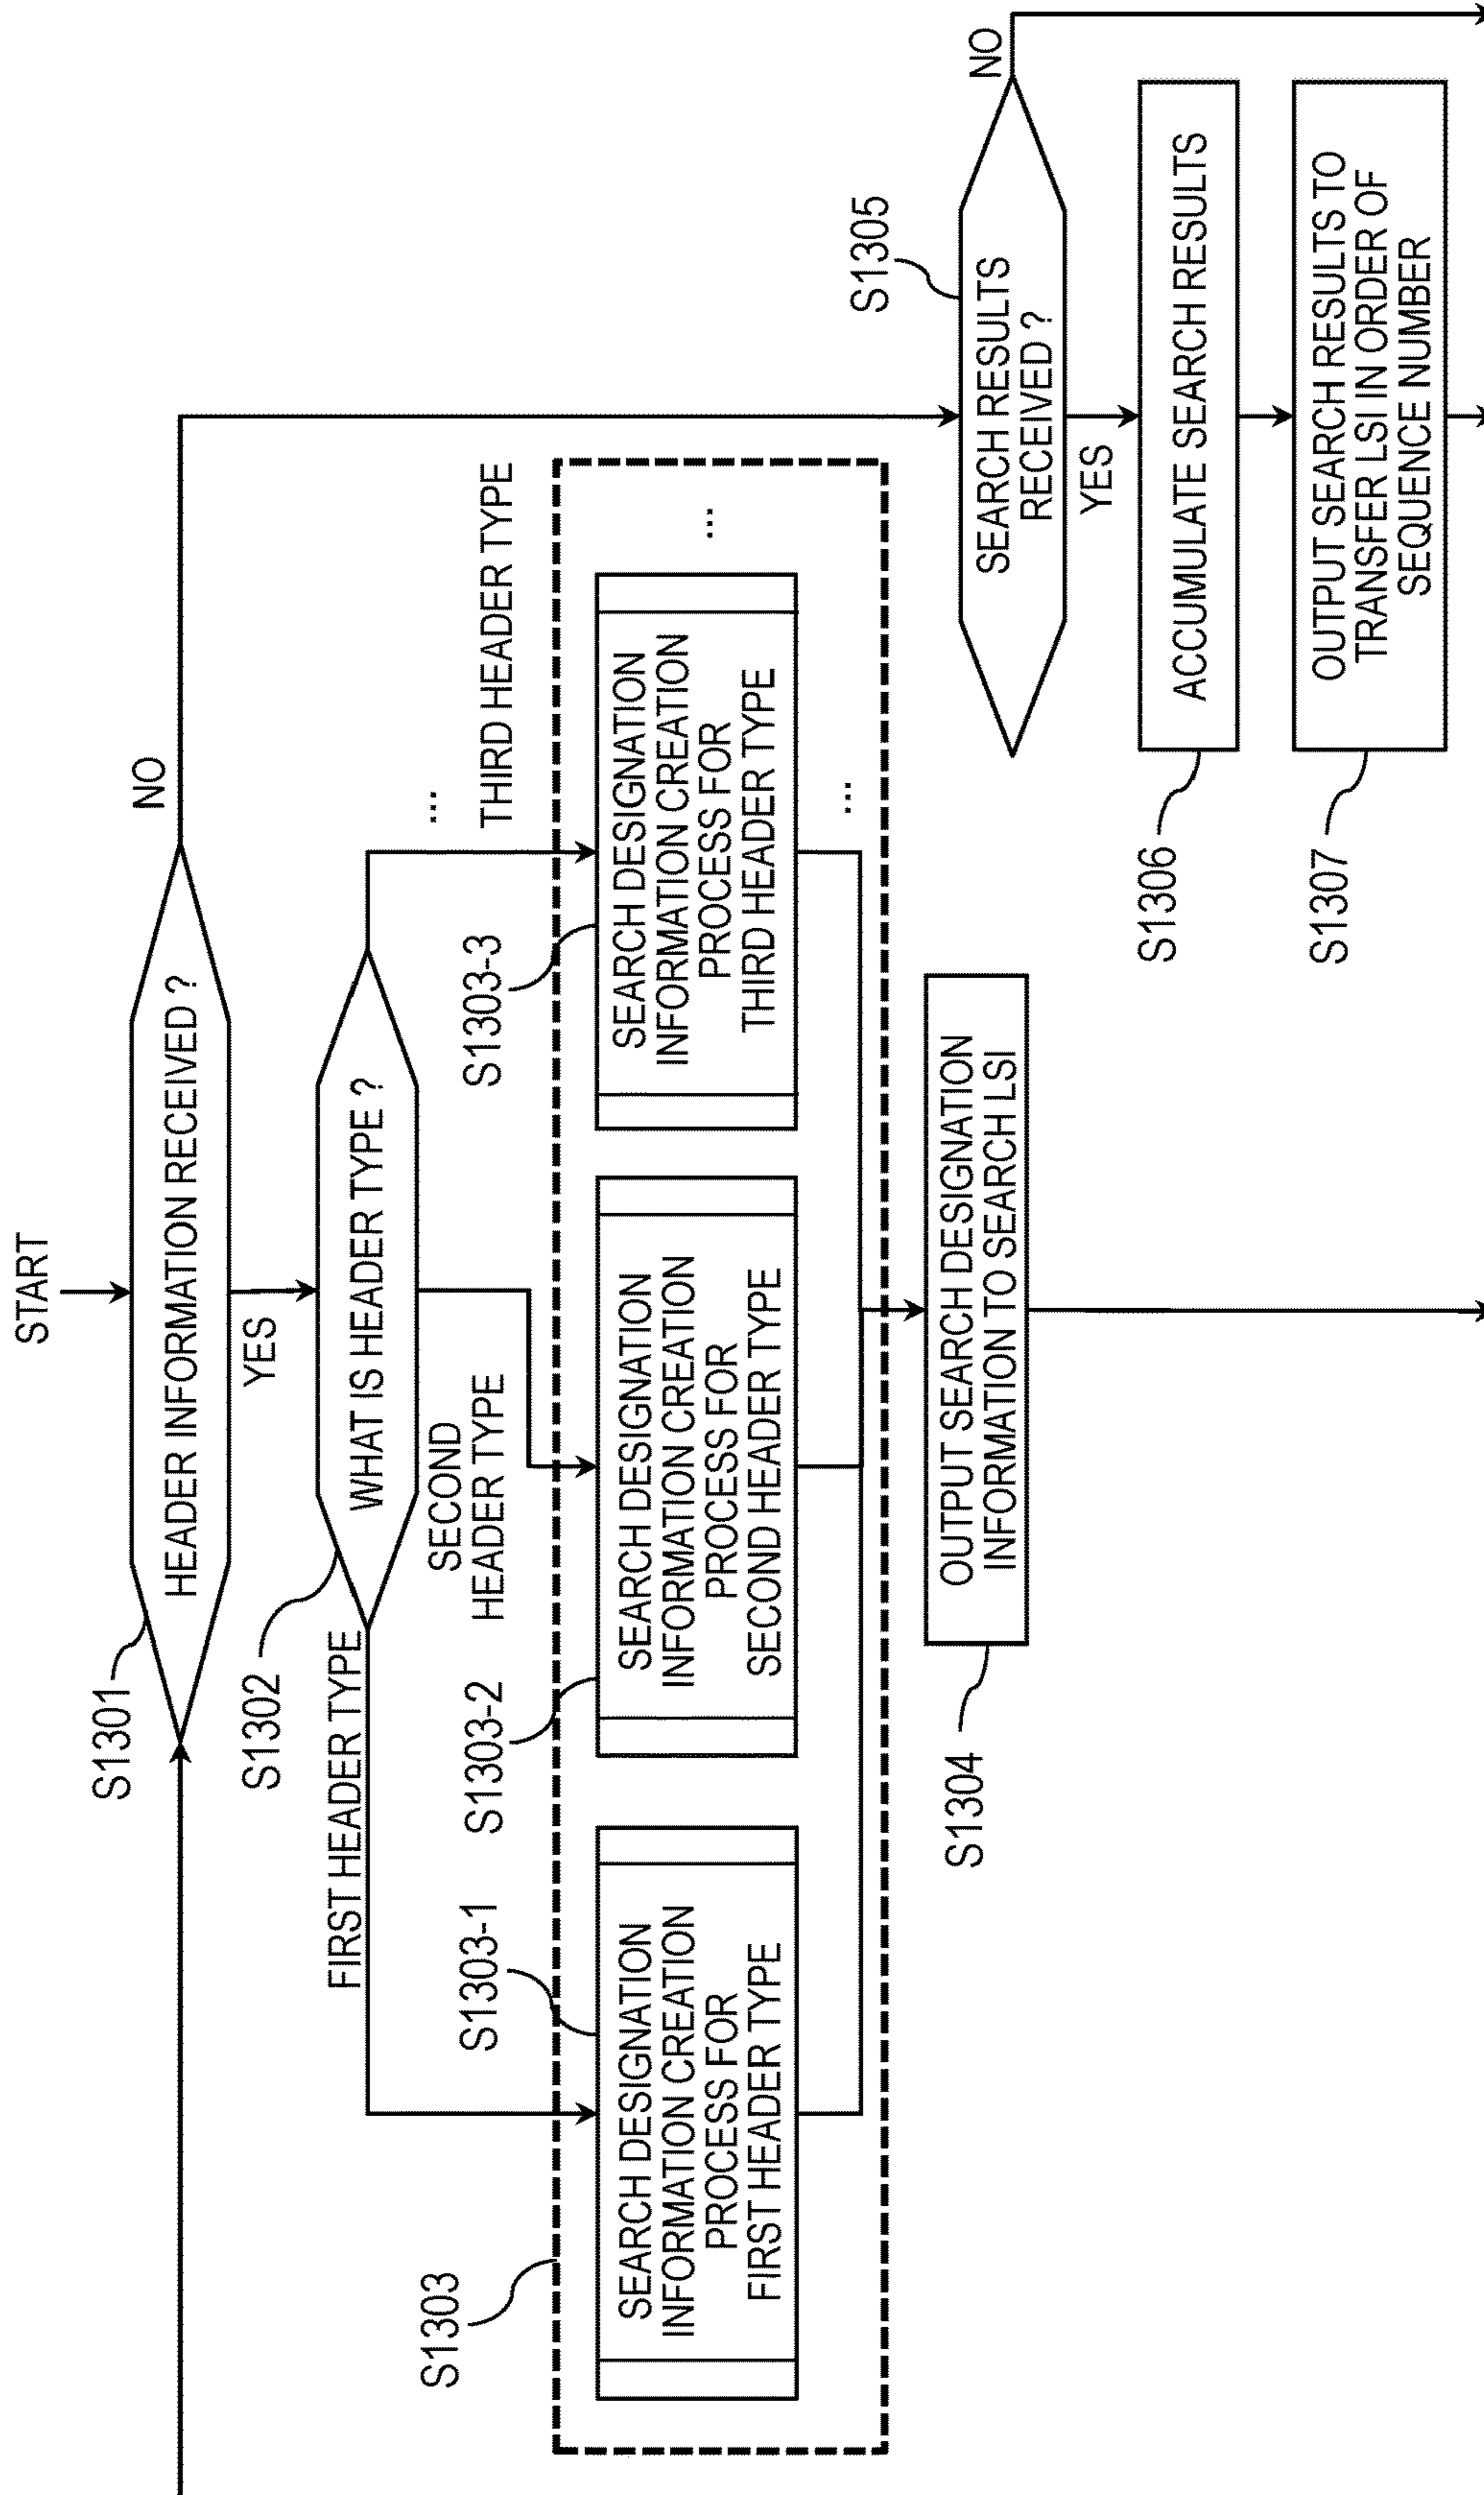 START
S1301
HEADER INFORMATION RECEIVED ?
NO
YES
S1302
WHAT IS HEADER TYPE ?
FIRST HEADER TYPE
SECOND
HEADER TYPE
...
THIRD HEADER TYPE
S1303
S1303-1
SEARCH DESIGNATION
INFORMATION CREATION
PROCESS FOR
FIRST HEADER TYPE
S1303-2
SEARCH DESIGNATION
INFORMATION CREATION
PROCESS FOR
SECOND HEADER TYPE
S1303-3
SEARCH DESIGNATION
INFORMATION CREATION
PROCESS FOR
THIRD HEADER TYPE
...
...
S1304
OUTPUT SEARCH DESIGNATION
INFORMATION TO SEARCH LSI
S1305
SEARCH RESULTS
RECEIVED ?
NO
YES
S1306
ACCUMULATE SEARCH RESULTS
S1307
OUTPUT SEARCH RESULTS TO
TRANSFER LSI IN ORDER OF
SEQUENCE NUMBER